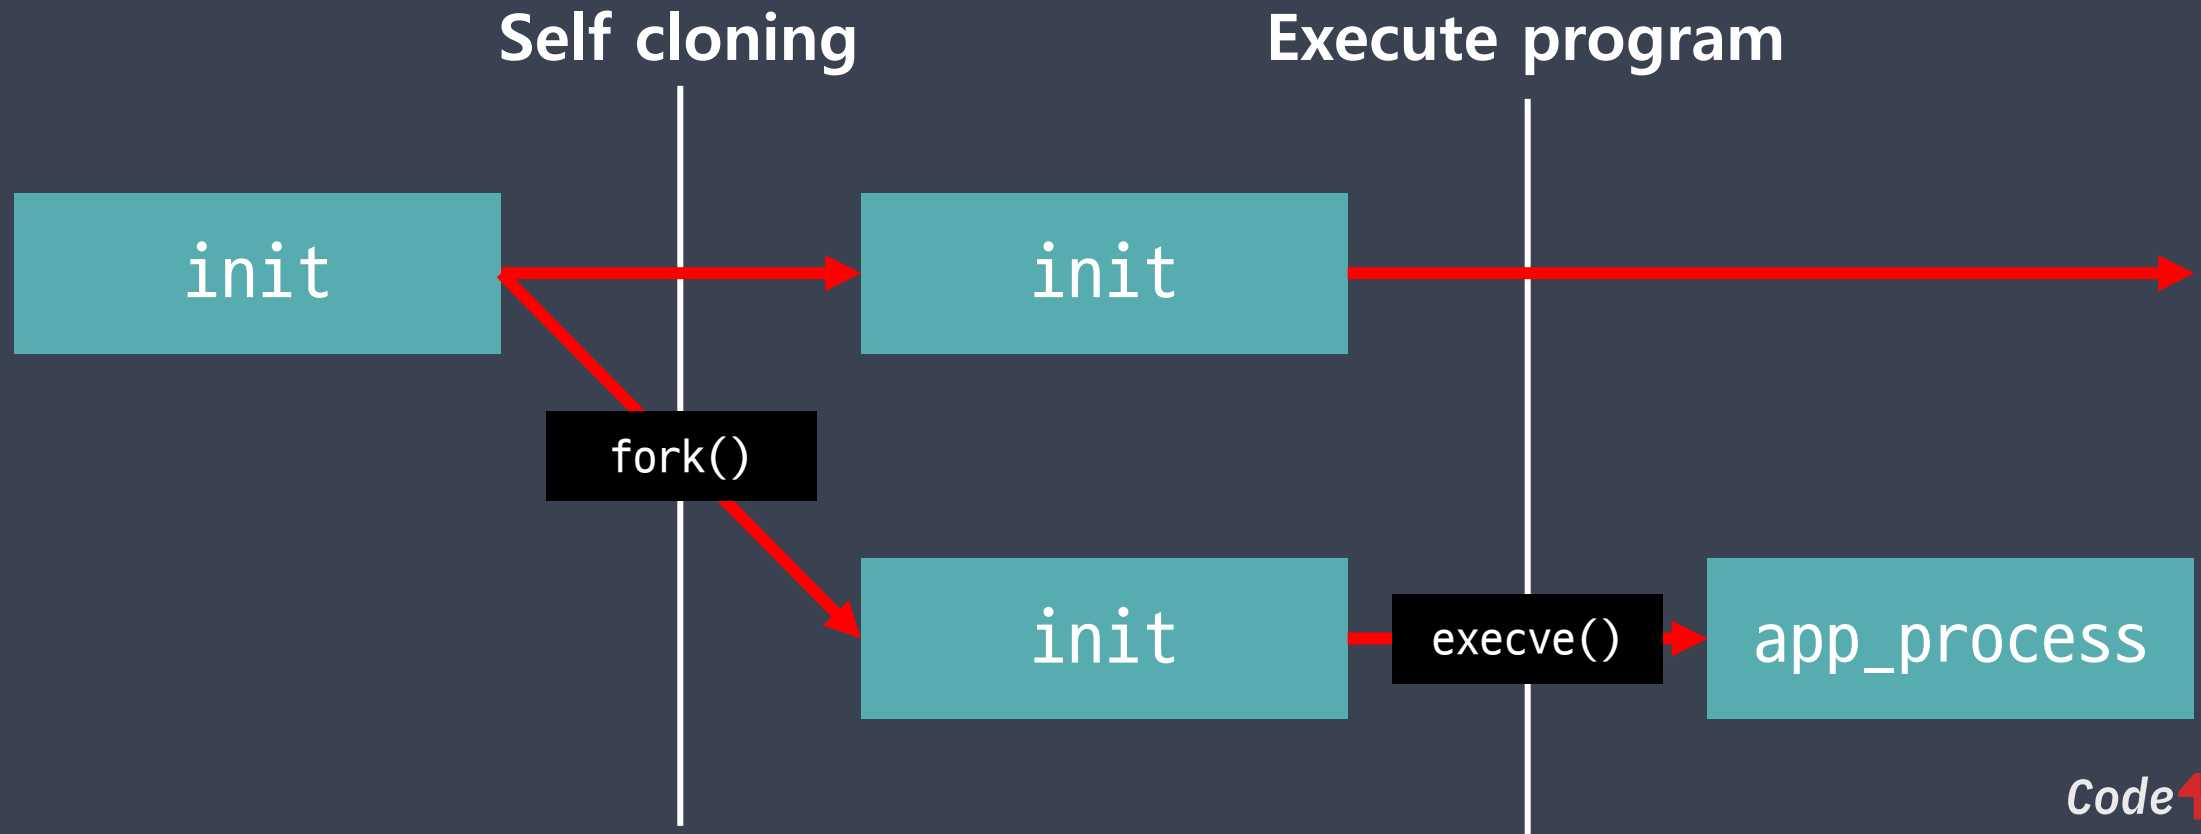 Self cloning
Execute program
init
init
fork()
init
execve()
app_process
Code